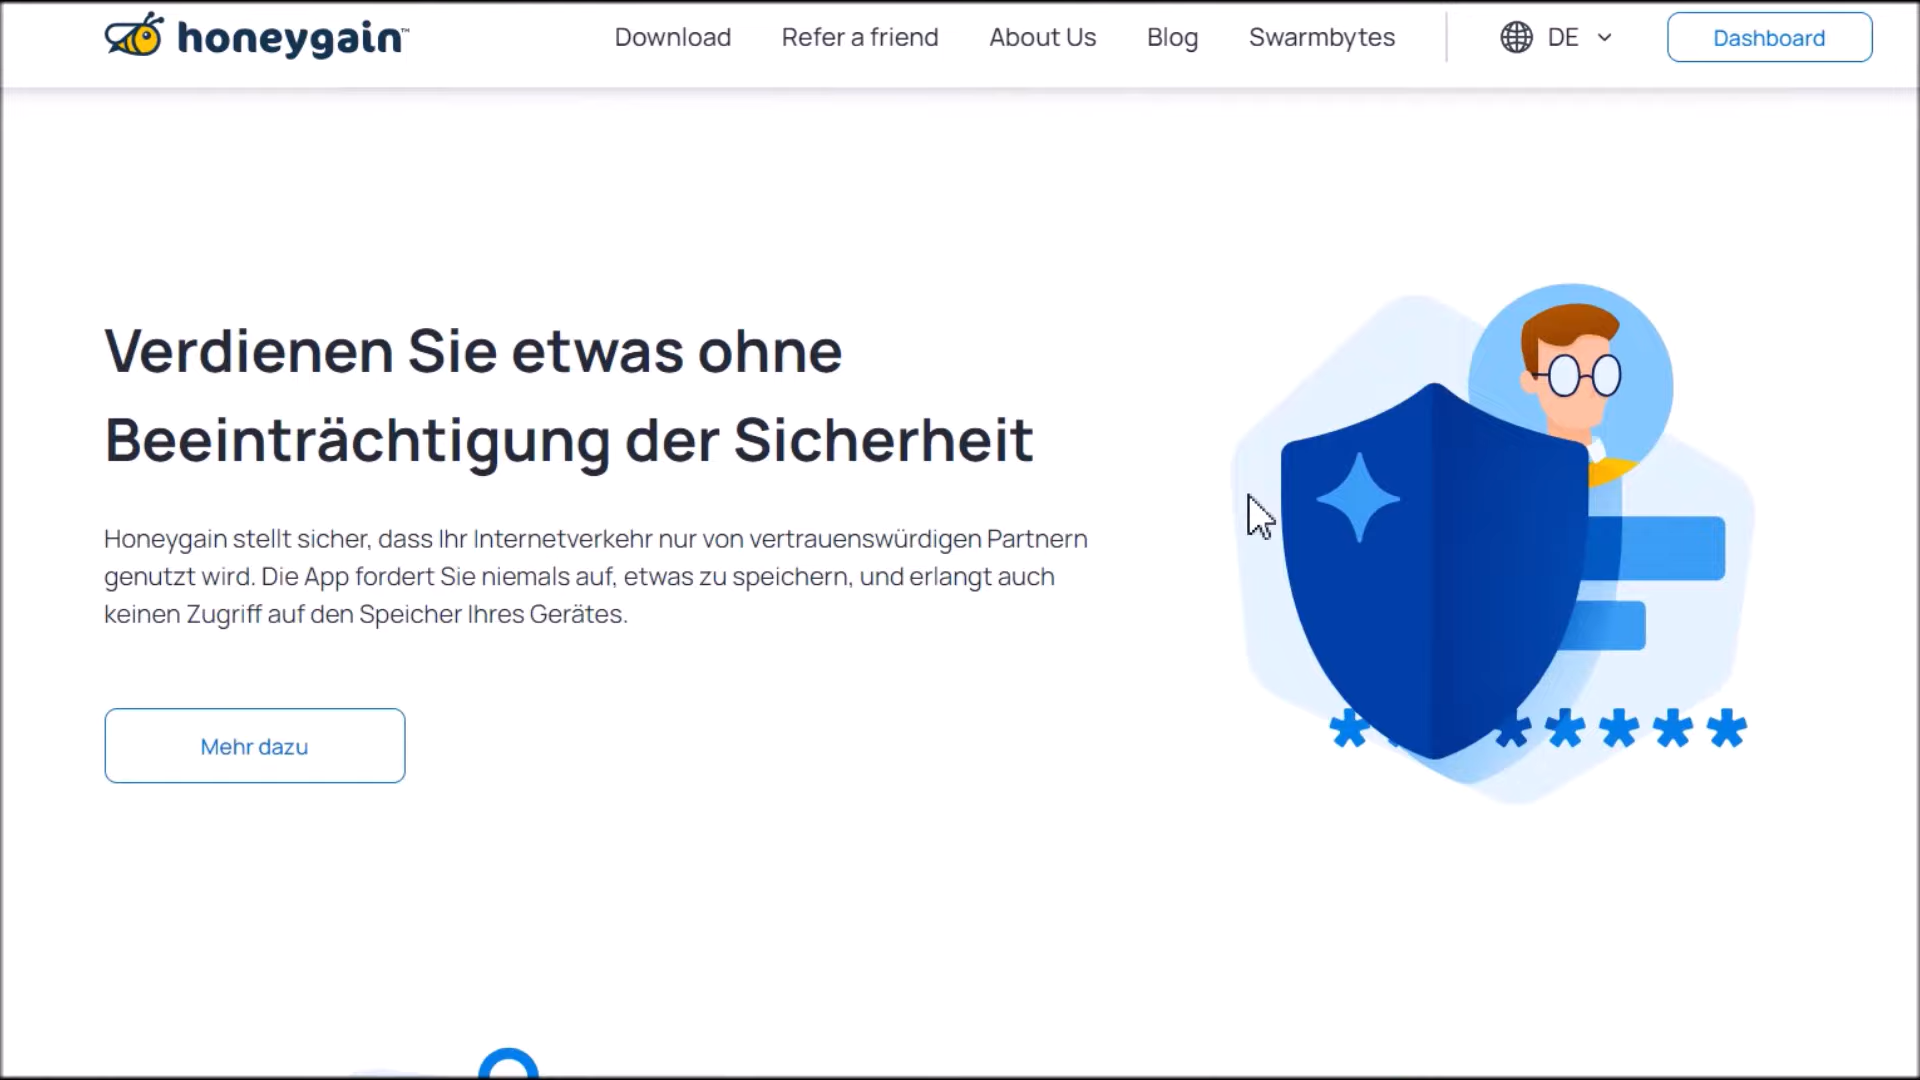 honeygain™
Download Refer a friend About Us Blog Swarmbytes DE Dashboard
Verdienen Sie etwas ohne
Beeinträchtigung der Sicherheit
Honeygain stellt sicher, dass Ihr Internetverkehr nur von vertrauenswürdigen Partnern
genutzt wird. Die App fordert Sie niemals auf, etwas zu speichern, und erlangt auch
keinen Zugriff auf den Speicher Ihres Gerätes.
Mehr dazu